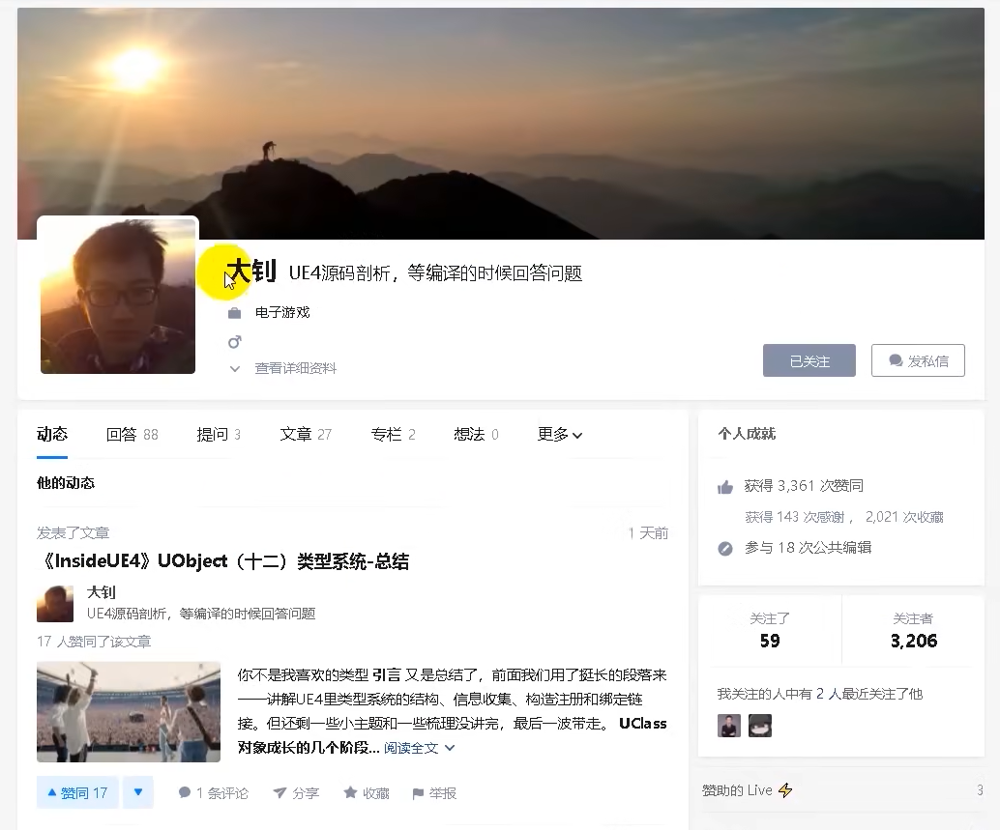 大钊 UE4源码剖析，等编译的时候回答问题
电子游戏
查看详细资料
已关注
发私信
动态 回答 88 提问 3 文章 27 专栏 2 想法 0 更多
他的动态
发表了文章 1 天前
《InsideUE4》UObject（十二）类型系统-总结
大钊
UE4源码剖析，等编译的时候回答问题
17 人赞同了该文章
你不是我喜欢的类型 引言 又是总结了，前面我们用了挺长的段落来
——讲解UE4里类型系统的结构、信息收集、构造注册和绑定链
接。但还剩一些小主题和一些梳理没讲完，最后一波带走。 UClass
对象成长的几个阶段... 阅读全文
赞同 17 1 条评论 分享 收藏 举报
个人成就
获得 3,361 次赞同
获得 143 次感谢 ， 2,021 次收藏
参与 18 次公共编辑
关注了 关注者
59 3,206
我关注的人中有 2 人最近关注了他
赞助的 Live 3